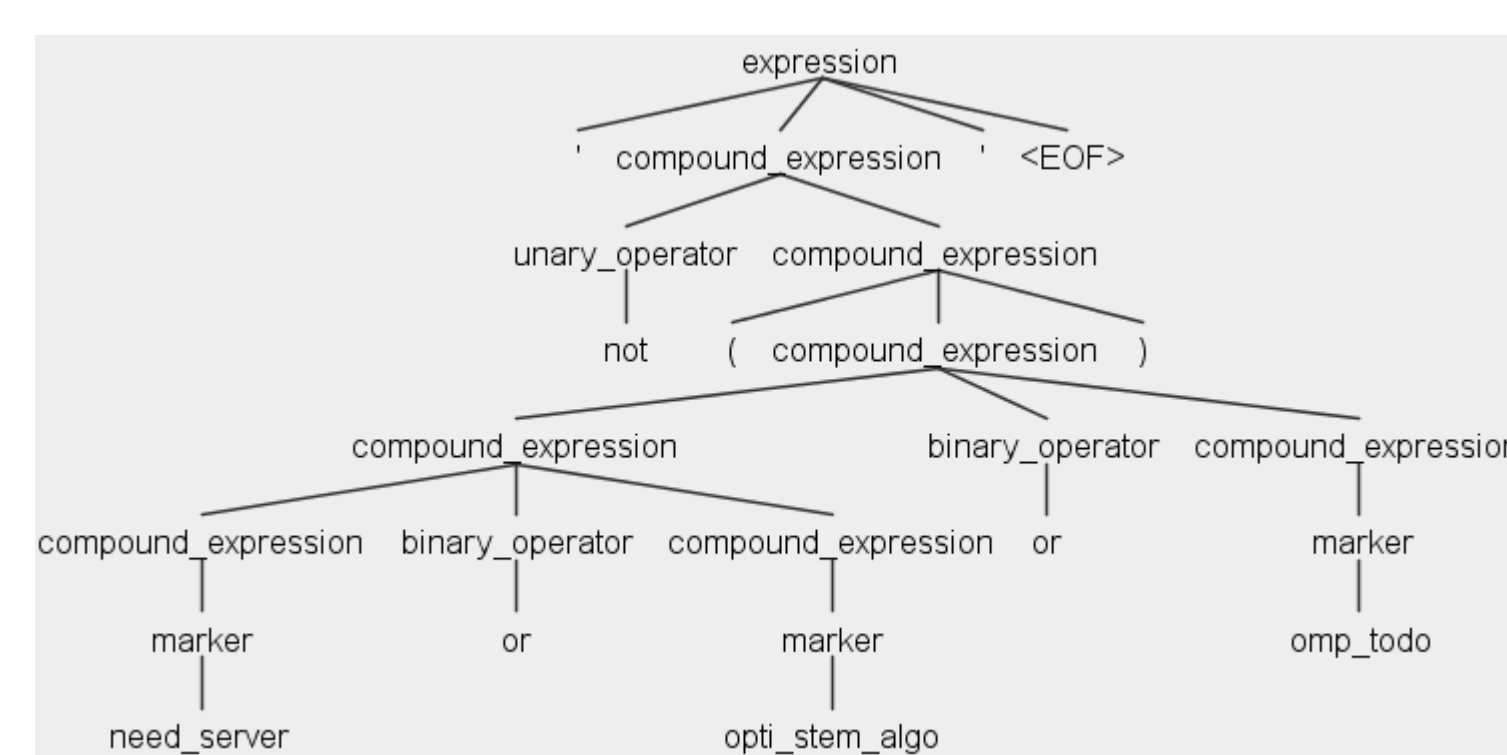 expression
' compound_expression ' <EOF>
unary_operator compound_expression
not ( compound_expression )
compound_expression binary_operator compound_expression
compound_expression binary_operator compound_expression or marker
marker or marker omp_todo
need_server opti_stem_algo